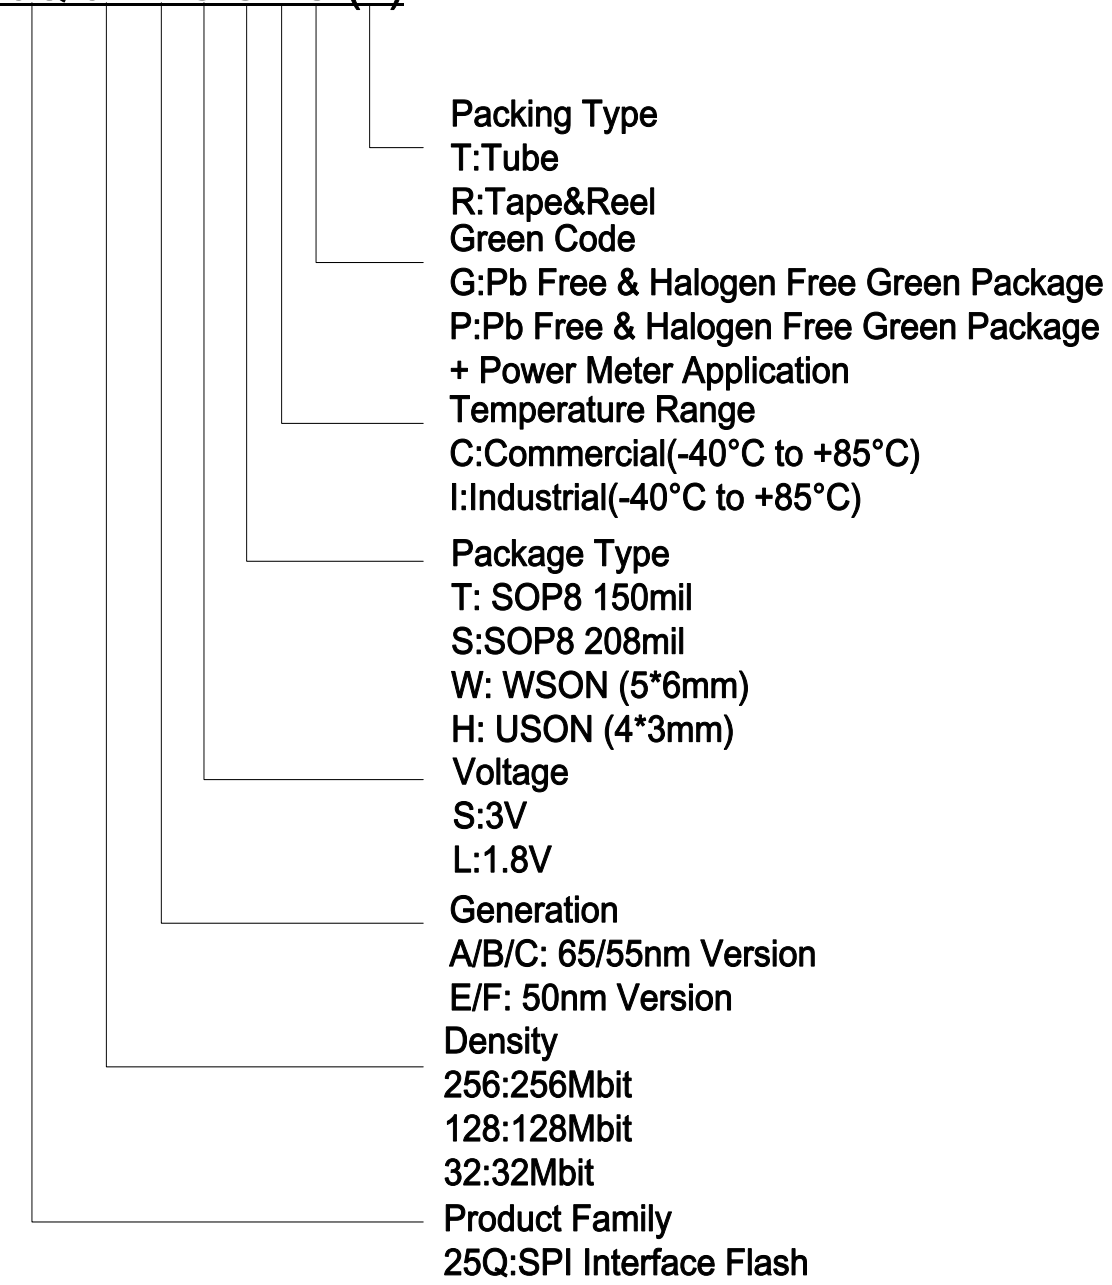 Packing Type
T:Tube
R:Tape&Reel
Green Code
G:Pb Free & Halogen Free Green Package
P:Pb Free & Halogen Free Green Package
+ Power Meter Application
Temperature Range
C:Commercial(-40°C to +85°C)
I:Industrial(-40°C to +85°C)
Package Type
T: SOP8 150mil
S:SOP8 208mil
W: WSON (5*6mm)
H: USON (4*3mm)
Voltage
S:3V
L:1.8V
Generation
A/B/C: 65/55nm Version
E/F: 50nm Version
Density
256:256Mbit
128:128Mbit
32:32Mbit
Product Family
25Q:SPI Interface Flash